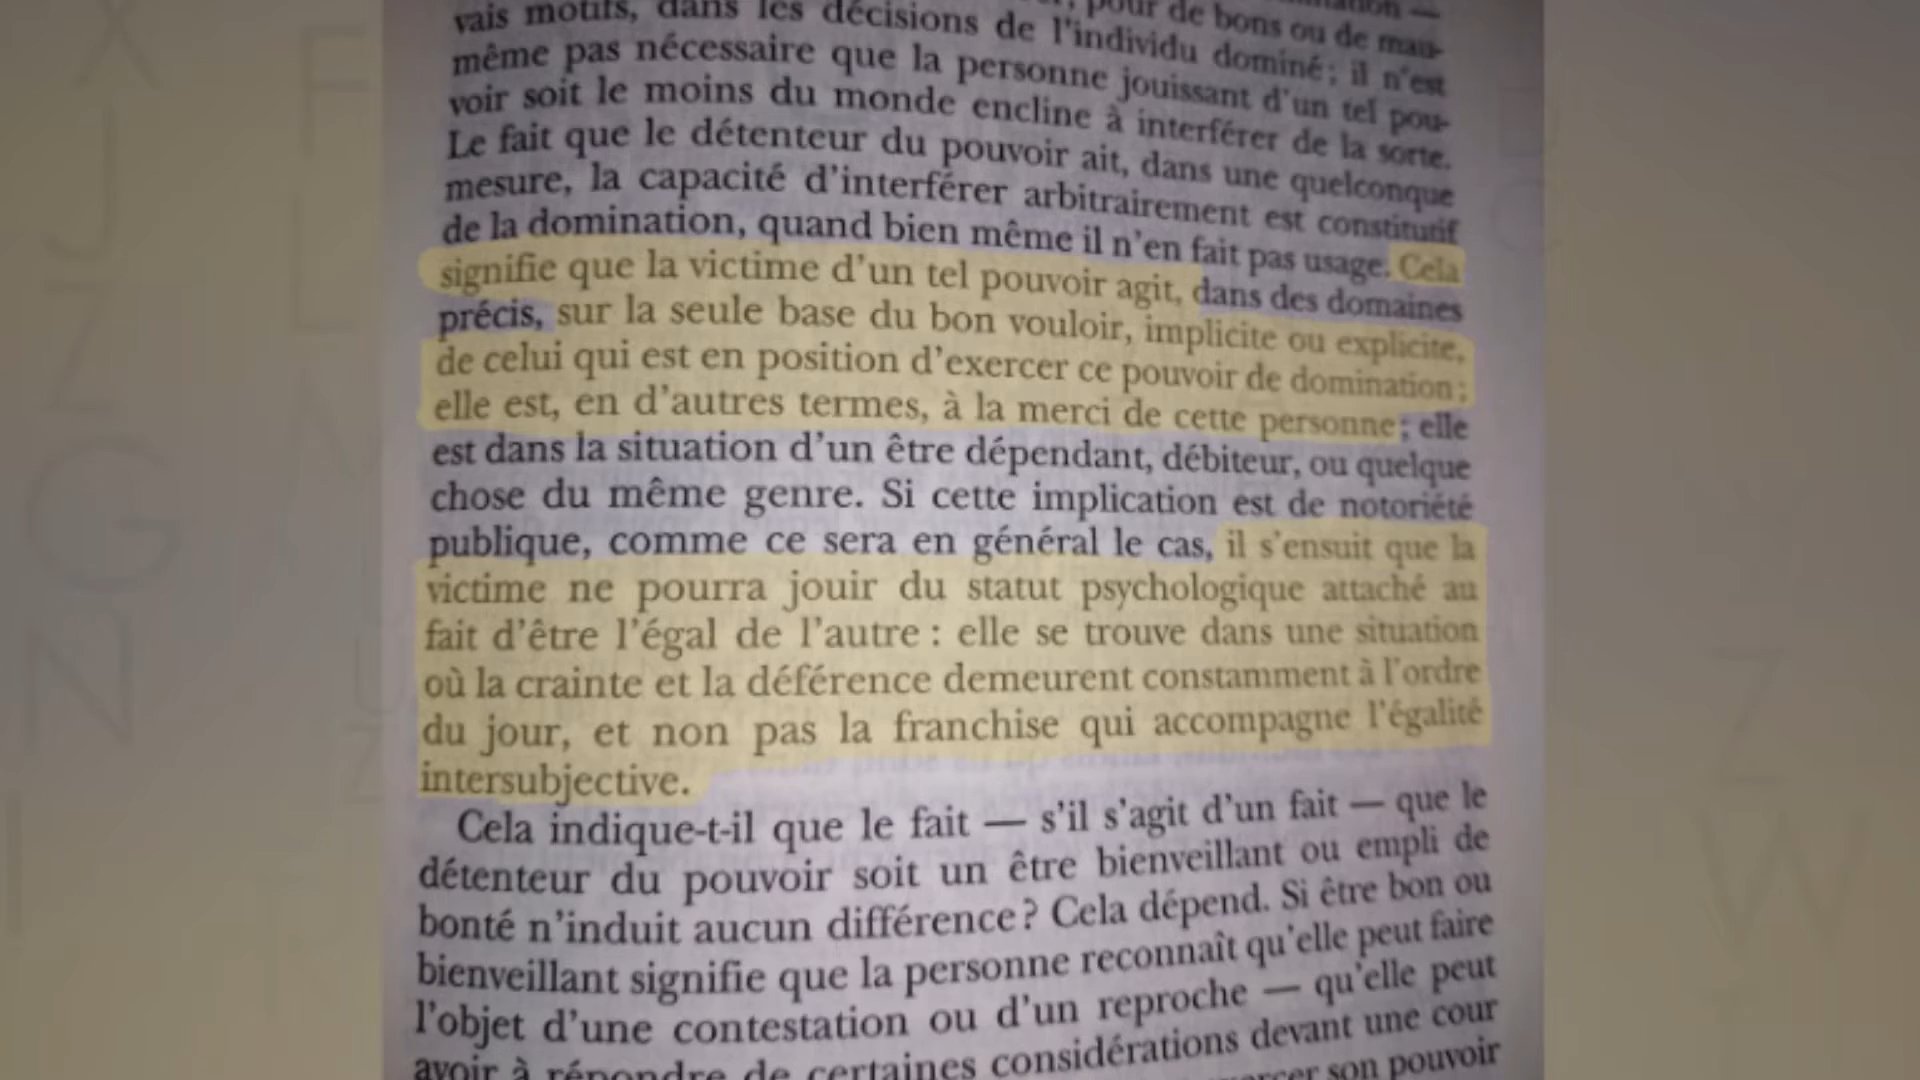 pour de bons ou de mau-
vais motifs, dans les décisions de l'individu dominé ; il n'est
même pas nécessaire que la personne jouissant d'un tel pou-
voir soit le moins du monde encline à interférer de la sorte.
Le fait que le détenteur du pouvoir ait, dans une quelconque
mesure, la capacité d'interférer arbitrairement est constitutif
de la domination, quand bien même il n'en fait pas usage. Cela
signifie que la victime d'un tel pouvoir agit, dans des domaines
précis, sur la seule base du bon vouloir, implicite ou explicite,
de celui qui est en position d'exercer ce pouvoir de domination ;
elle est, en d'autres termes, à la merci de cette personne ; elle
est dans la situation d'un être dépendant, débiteur, ou quelque
chose du même genre. Si cette implication est de notoriété
publique, comme ce sera en général le cas, il s'ensuit que la
victime ne pourra jouir du statut psychologique attaché au
fait d'être l'égal de l'autre : elle se trouve dans une situation
où la crainte et la déférence demeurent constamment à l'ordre
du jour, et non pas la franchise qui accompagne l'égalité
intersubjective.
Cela indique-t-il que le fait — s'il s'agit d'un fait — que le
détenteur du pouvoir soit un être bienveillant ou empli de
bonté n'induit aucun différence ? Cela dépend. Si être bon ou
bienveillant signifie que la personne reconnaît qu'elle peut faire
l'objet d'une contestation ou d'un reproche — qu'elle peut
avoir à répondre de certaines considérations devant une cour
son pouvoir